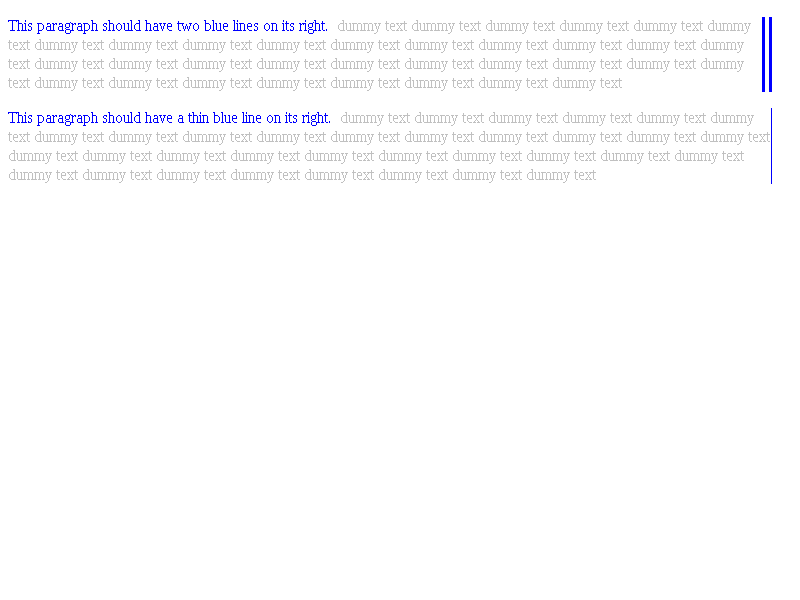 This paragraph should have two blue lines on its right. dummy text dummy text dummy text dummy text dummy text dummy
text dummy text dummy text dummy text dummy text dummy text dummy text dummy text dummy text dummy text dummy
text dummy text dummy text dummy text dummy text dummy text dummy text dummy text dummy text dummy text dummy
text dummy text dummy text dummy text dummy text dummy text dummy text dummy text dummy text
This paragraph should have a thin blue line on its right. dummy text dummy text dummy text dummy text dummy text dummy
text dummy text dummy text dummy text dummy text dummy text dummy text dummy text dummy text dummy text dummy text
dummy text dummy text dummy text dummy text dummy text dummy text dummy text dummy text dummy text dummy text
dummy text dummy text dummy text dummy text dummy text dummy text dummy text dummy text